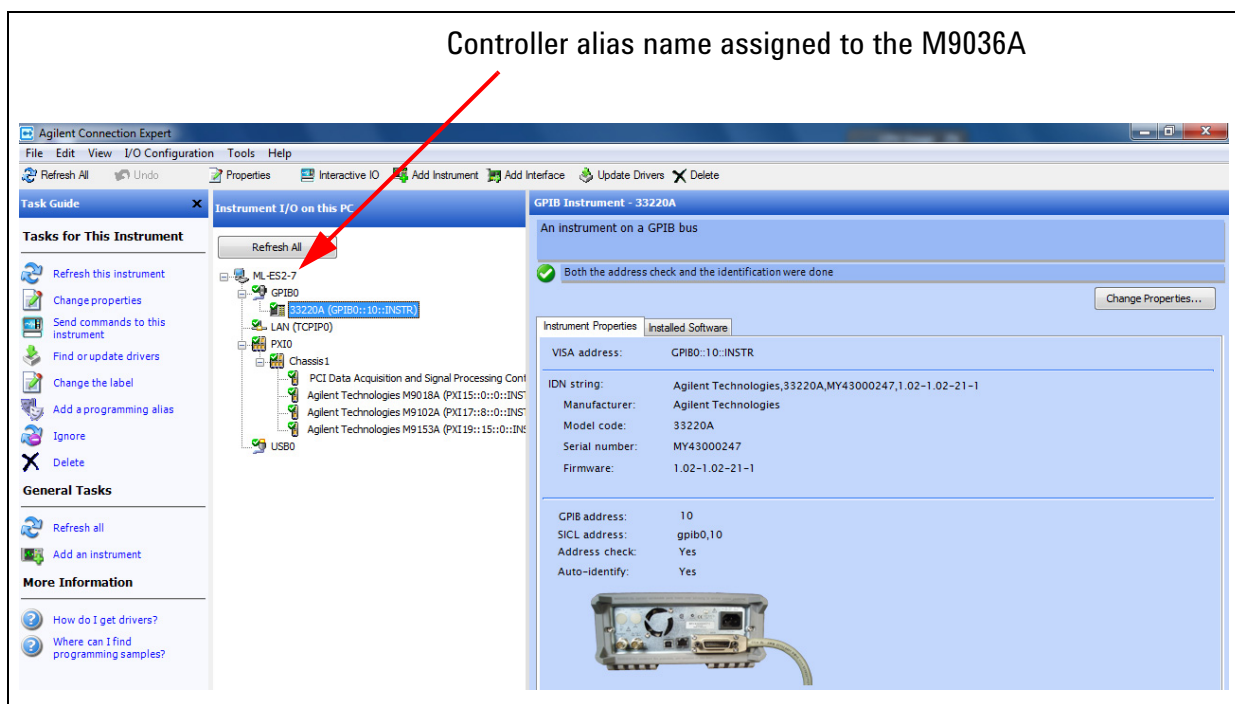 Controller alias name assigned to the M9036A
Agilent Connection Expert
File Edit View I/O Configuration Tools Help
Refresh All Undo Properties Interactive IO Add Instrument Add Interface Update Drivers Delete
Task Guide
Tasks for This Instrument
Refresh this instrument
Change properties
Send commands to this
instrument
Find or update drivers
Change the label
Add a programming alias
Ignore
Delete
General Tasks
Refresh all
Add an instrument
More Information
How do I get drivers?
Where can I find
programming samples?
Instrument I/O on this PC
Refresh All
ML-ES2-7
GPIB0
33220A (GPIB0::10::INSTR)
LAN (TCPIP0)
PXI0
Chassis1
PCI Data Acquisition and Signal Processing Cont
Agilent Technologies M9018A (PXI15::0::0::INS
Agilent Technologies M9102A (PXI17::8::0::INS
Agilent Technologies M9153A (PXI19::15::0::INS
USB0
GPIB Instrument - 33220A
An instrument on a GPIB bus
Both the address check and the identification were done
Change Properties...
Instrument Properties Installed Software
VISA address: GPIB0::10::INSTR
IDN string: Agilent Technologies,33220A,MY43000247,1.02-1.02-21-1
Manufacturer: Agilent Technologies
Model code: 33220A
Serial number: MY43000247
Firmware: 1.02-1.02-21-1
GPIB address: 10
SICL address: gpib0,10
Address check: Yes
Auto-identify: Yes